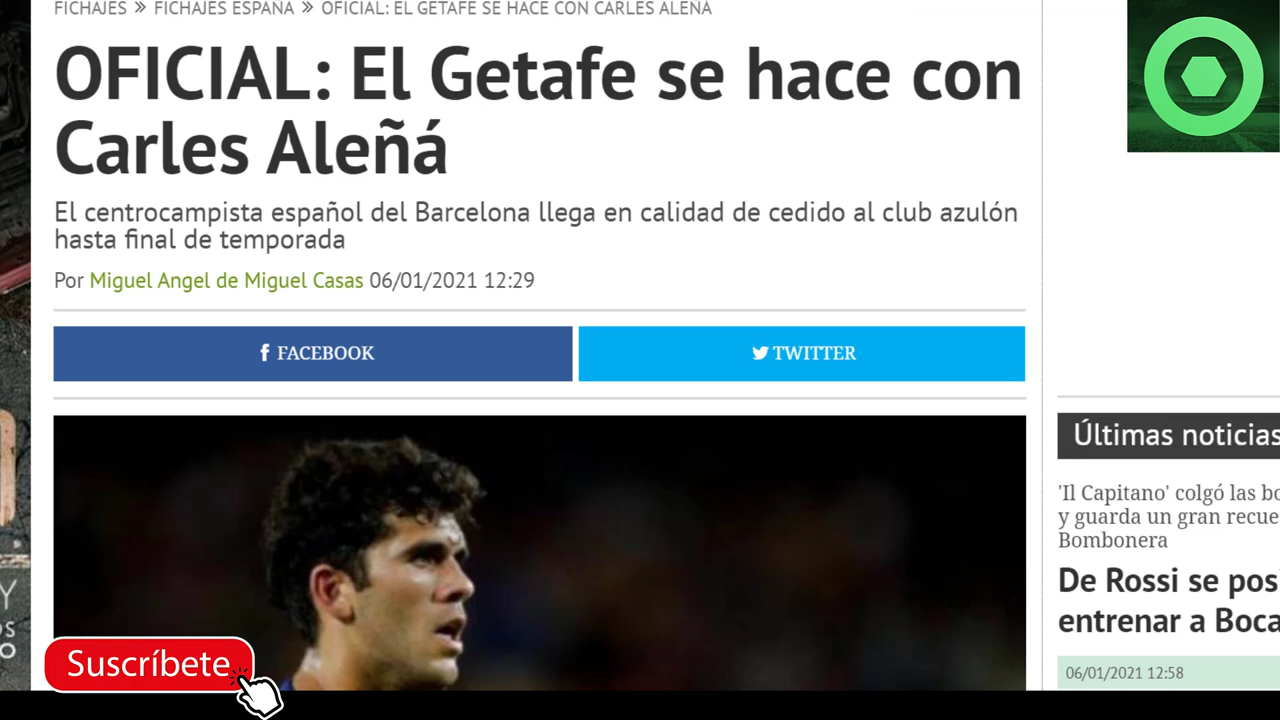 FICHAJES » FICHAJES ESPAÑA » OFICIAL: EL GETAFE SE HACE CON CARLES ALEÑÁ
OFICIAL: El Getafe se hace con
Carles Aleñá
El centrocampista español del Barcelona llega en calidad de cedido al club azulón
hasta final de temporada
Por Miguel Angel de Miguel Casas 06/01/2021 12:29
FACEBOOK
TWITTER
Últimas noticias
'Il Capitano' colgó las
y guarda un gran
Bombonera
De Rossi se
entrenar a Boca
06/01/2021 12:58
Suscríbete
Y
O